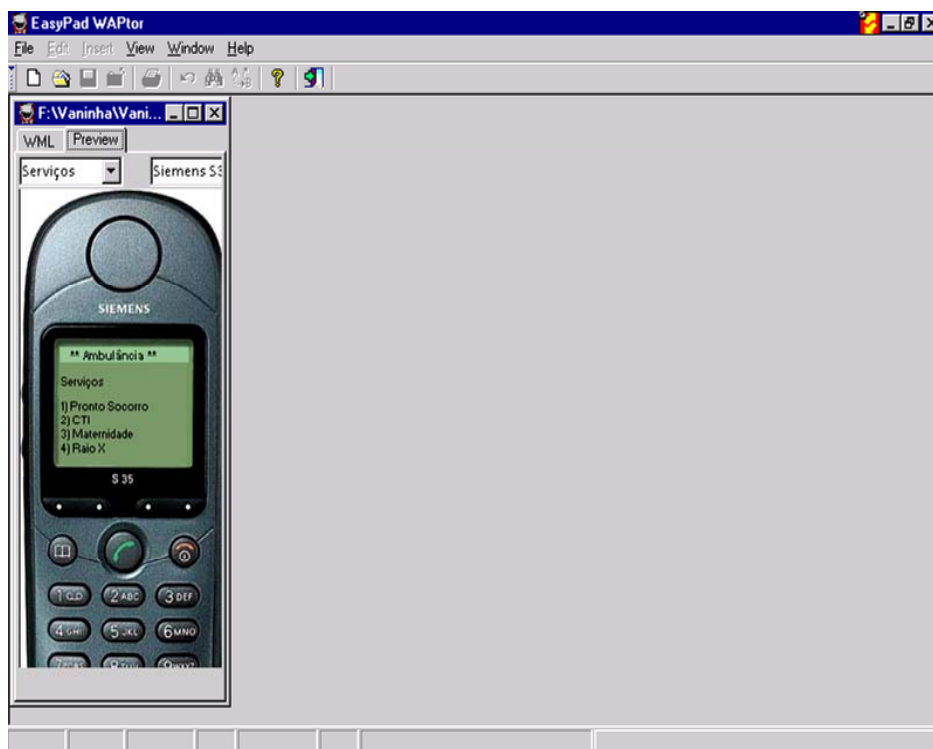 EasyPad WAPtor
File Edit Insert View Window Help
F:\Vaninha\Vani...
WML Preview
Serviços Siemens S3
SIEMENS
** Ambulância **
Serviços
1) Pronto Socorro
2) CTI
3) Maternidade
4) Raio X
S 35
1 2 ABC 3 DEF
4 GHI 5 JKL 6 MNO